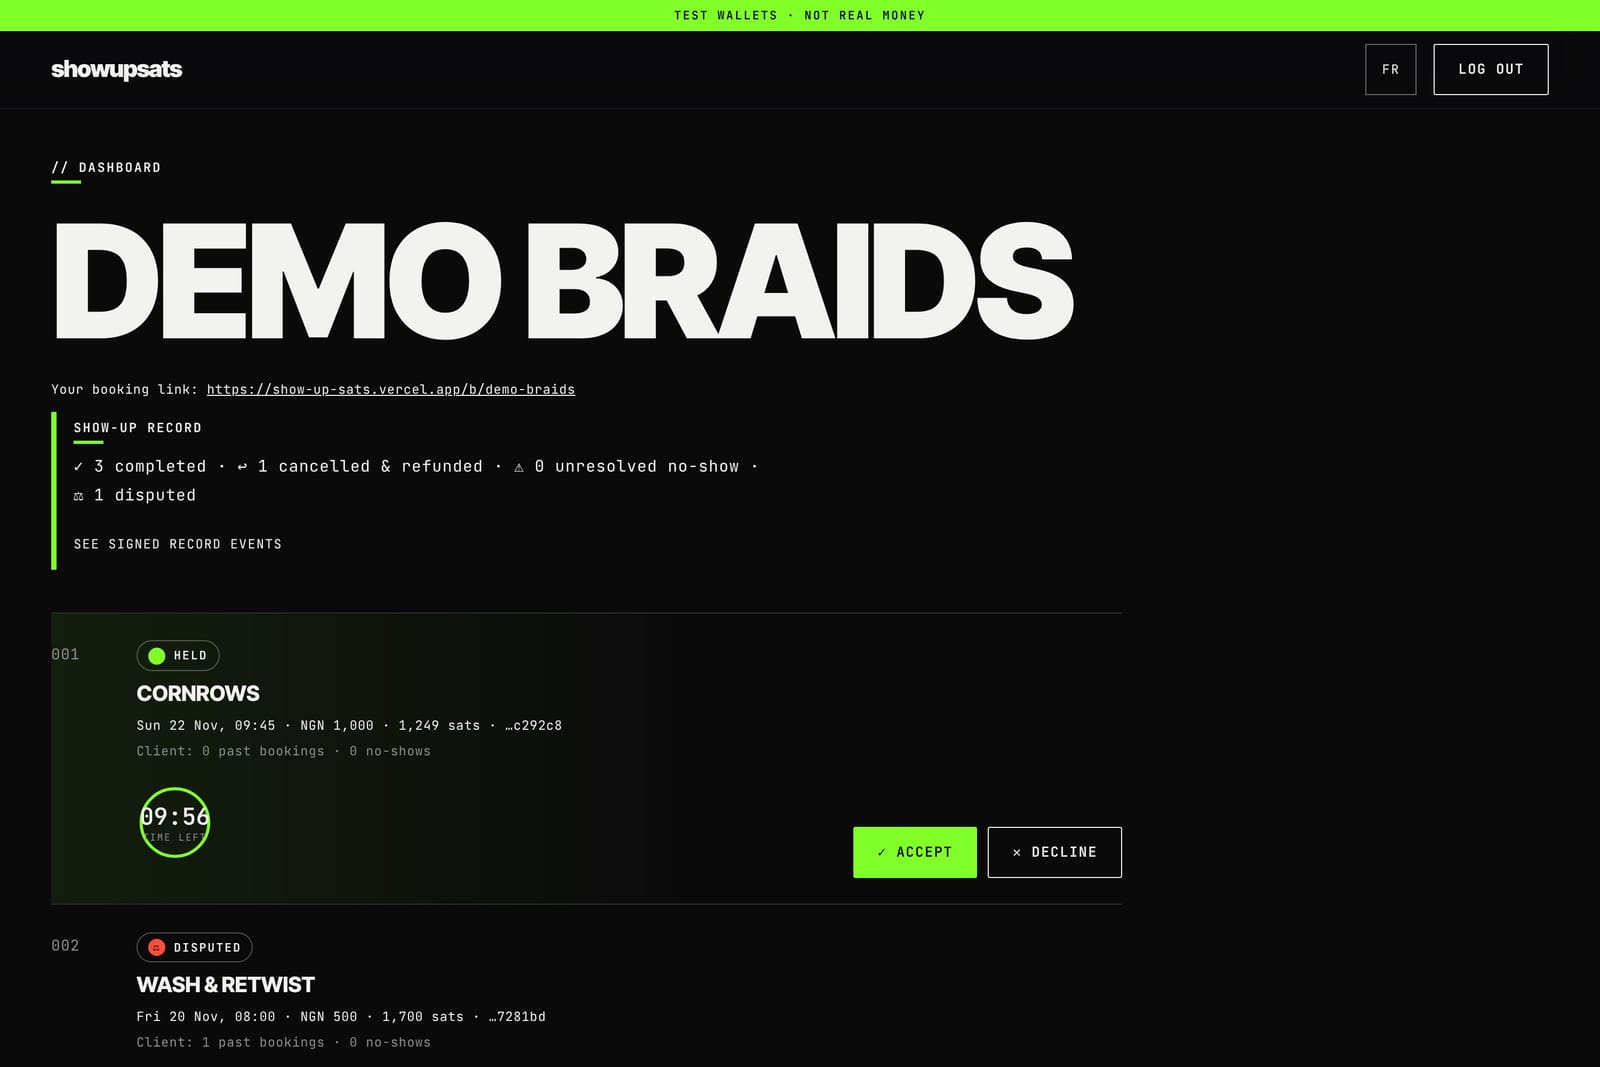 TEST WALLETS · NOT REAL MONEY
showupsats
FR
LOG OUT
// DASHBOARD
DEMO BRAIDS
Your booking link: https://show-up-sats.vercel.app/b/demo-braids
SHOW-UP RECORD
✓ 3 completed · ↩ 1 cancelled & refunded · ⚠ 0 unresolved no-show ·
⚖ 1 disputed
SEE SIGNED RECORD EVENTS
001
HELD
CORNROWS
Sun 22 Nov, 09:45 · NGN 1,000 · 1,249 sats · …c292c8
Client: 0 past bookings · 0 no-shows
09:56
TIME LEFT
✓ ACCEPT
× DECLINE
002
⚖ DISPUTED
WASH & RETWIST
Fri 20 Nov, 08:00 · NGN 500 · 1,700 sats · …7281bd
Client: 1 past bookings · 0 no-shows